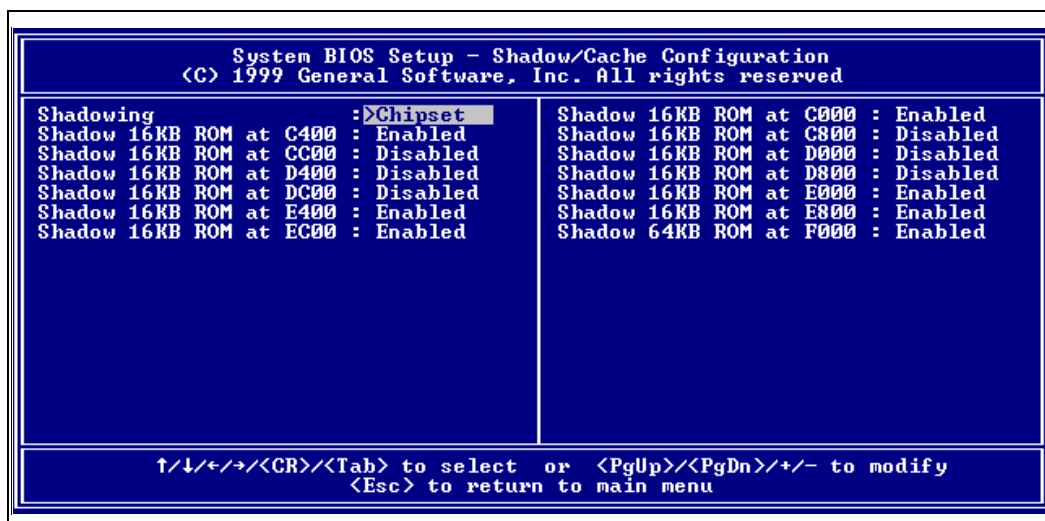 System BIOS Setup - Shadow/Cache Configuration
(C) 1999 General Software, Inc. All rights reserved
Shadowing :>Chipset
Shadow 16KB ROM at C400 : Enabled
Shadow 16KB ROM at CC00 : Disabled
Shadow 16KB ROM at D400 : Disabled
Shadow 16KB ROM at DC00 : Disabled
Shadow 16KB ROM at E400 : Enabled
Shadow 16KB ROM at EC00 : Enabled
Shadow 16KB ROM at C000 : Enabled
Shadow 16KB ROM at C800 : Disabled
Shadow 16KB ROM at D000 : Disabled
Shadow 16KB ROM at D800 : Disabled
Shadow 16KB ROM at E000 : Enabled
Shadow 16KB ROM at E800 : Enabled
Shadow 64KB ROM at F000 : Enabled
↑/↓/←/→/<CR>/<Tab> to select or <PgUp>/<PgDn>/+/- to modify
<Esc> to return to main menu